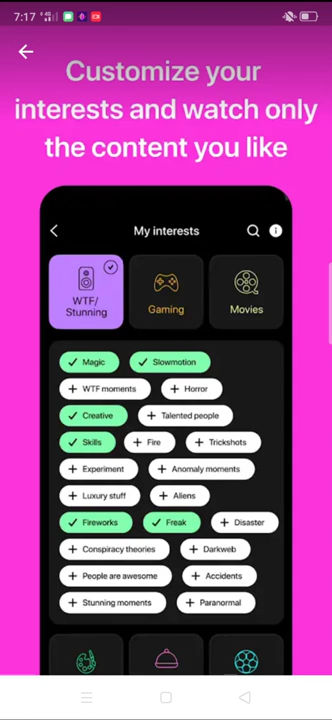 7:17
Customize your
interests and watch only
the content you like
My interests
WTF/
Stunning
Gaming
Movies
Magic
Slowmotion
WTF moments
Horror
Creative
Talented people
Skills
Fire
Trickshots
Experiment
Anomaly moments
Luxury stuff
Aliens
Fireworks
Freak
Disaster
Conspiracy theories
Darkweb
People are awesome
Accidents
Stunning moments
Paranormal